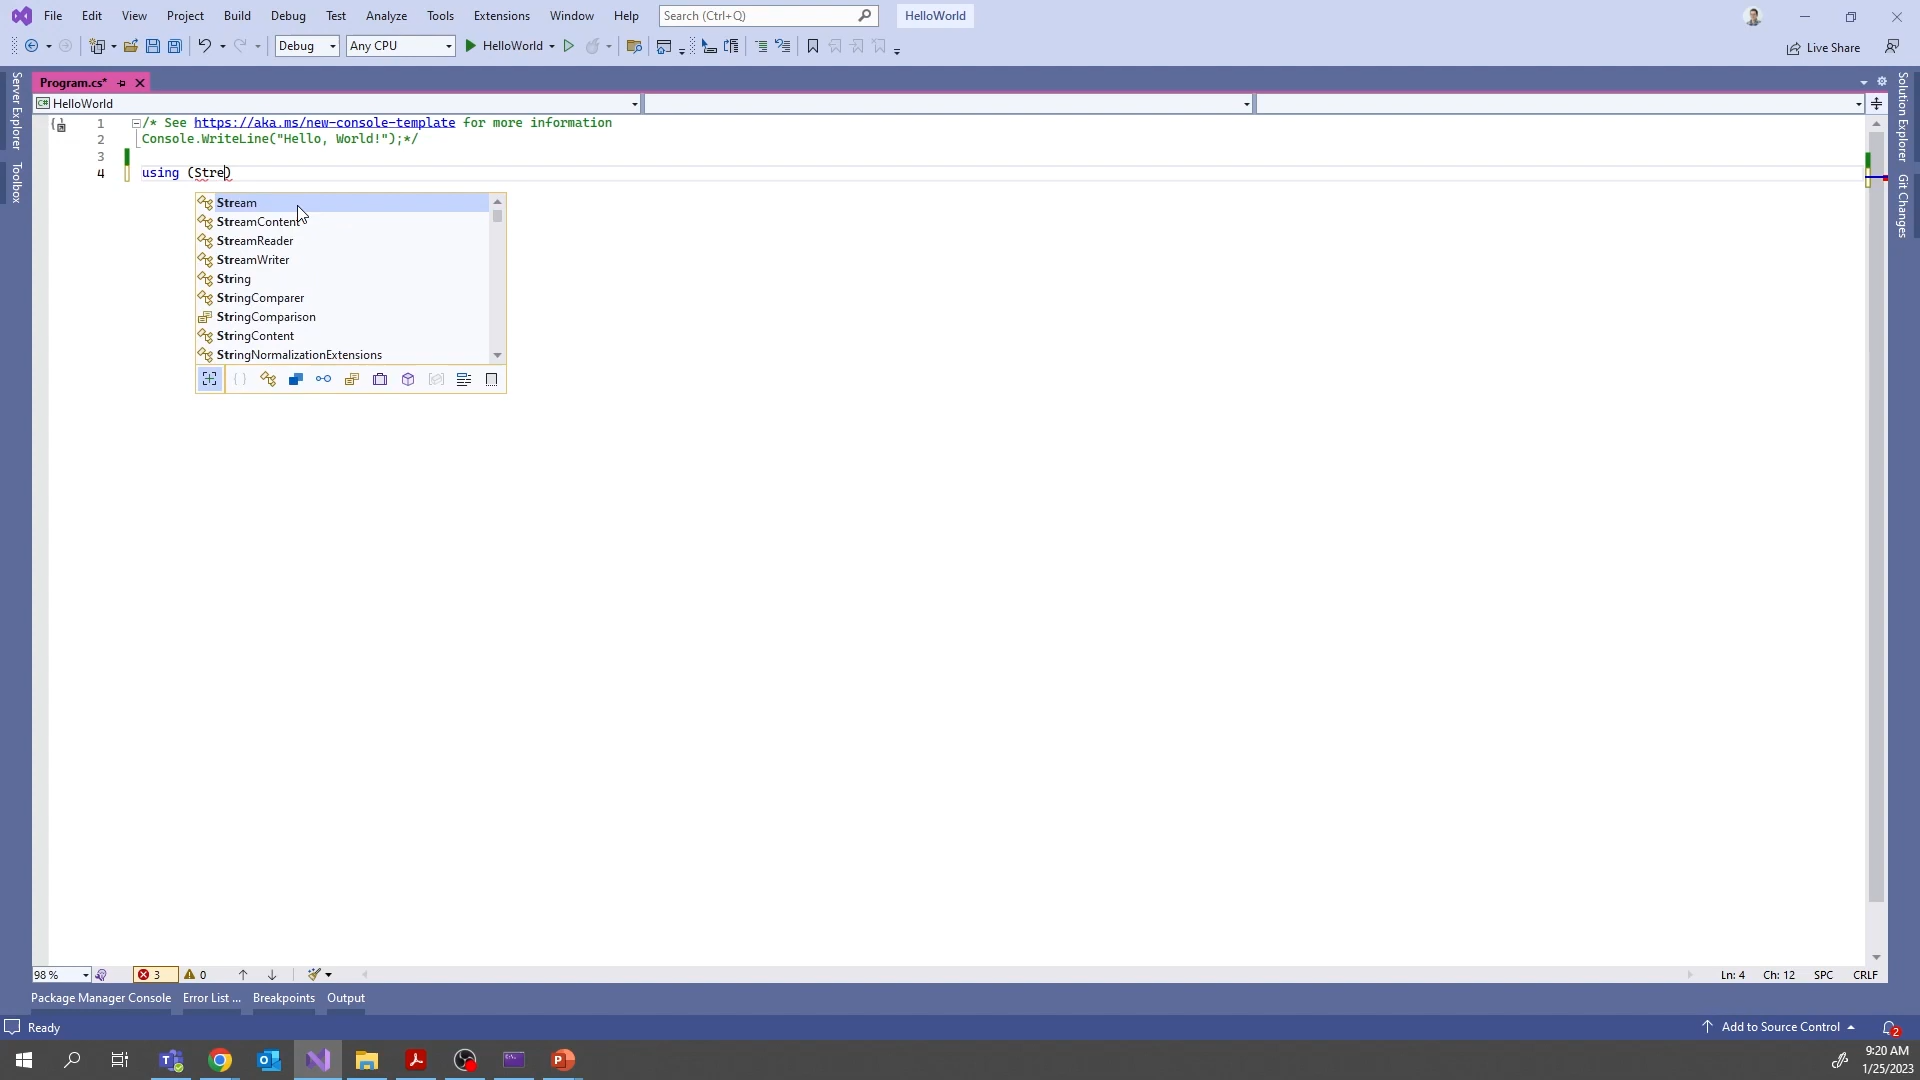 File Edit View Project Build Debug Test Analyze Tools Extensions Window Help Search (Ctrl+Q) HelloWorld
Debug Any CPU HelloWorld Live Share
Program.cs*
HelloWorld
1 /* See https://aka.ms/new-console-template for more information
2 Console.WriteLine("Hello, World!");*/
3
4 using (Stre)
Stream
StreamContent
StreamReader
StreamWriter
String
StringComparer
StringComparison
StringContent
StringNormalizationExtensions
Server Explorer
Toolbox
Solution Explorer
Git Changes
98 % 3 0 Ln: 4 Ch: 12 SPC CRLF
Package Manager Console Error List ... Breakpoints Output
Ready Add to Source Control 2
9:20 AM
1/25/2023